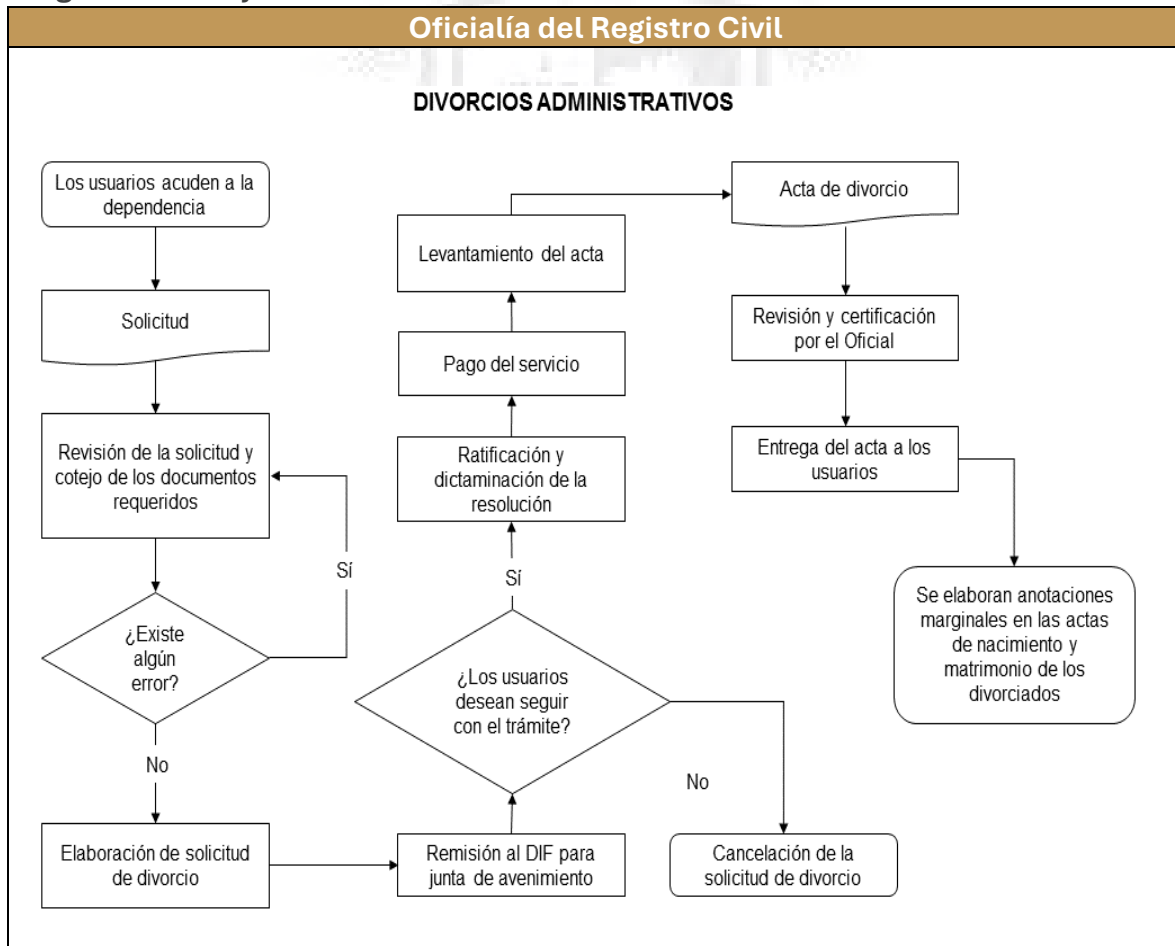 Oficialía del Registro Civil
DIVORCIOS ADMINISTRATIVOS
Los usuarios acuden a la
dependencia
Solicitud
Revisión de la solicitud y
cotejo de los documentos
requeridos
Sí
¿Existe
algún
error?
No
Elaboración de solicitud
de divorcio
Remisión al DIF para
junta de avenimiento
¿Los usuarios
desean seguir
con el trámite?
No
Cancelación de la
solicitud de divorcio
Sí
Ratificación y
dictaminación de la
resolución
Pago del servicio
Levantamiento del acta
Acta de divorcio
Revisión y certificación
por el Oficial
Entrega del acta a los
usuarios
Se elaboran anotaciones
marginales en las actas
de nacimiento y
matrimonio de los
divorciados